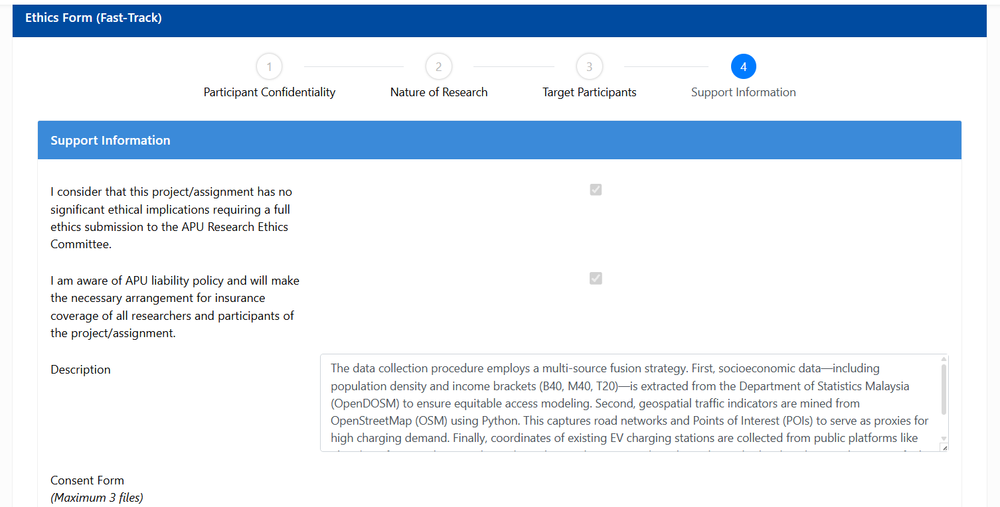 Ethics Form (Fast-Track)
1
2
3
4
Participant Confidentiality
Nature of Research
Target Participants
Support Information
Support Information
I consider that this project/assignment has no
significant ethical implications requiring a full
ethics submission to the APU Research Ethics
Committee.
I am aware of APU liability policy and will make
the necessary arrangement for insurance
coverage of all researchers and participants of
the project/assignment.
Description
The data collection procedure employs a multi-source fusion strategy. First, socioeconomic data—including
population density and income brackets (B40, M40, T20)—is extracted from the Department of Statistics Malaysia
(OpenDOSM) to ensure equitable access modeling. Second, geospatial traffic indicators are mined from
OpenStreetMap (OSM) using Python. This captures road networks and Points of Interest (POIs) to serve as proxies for
high charging demand. Finally, coordinates of existing EV charging stations are collected from public platforms like
Consent Form
(Maximum 3 files)